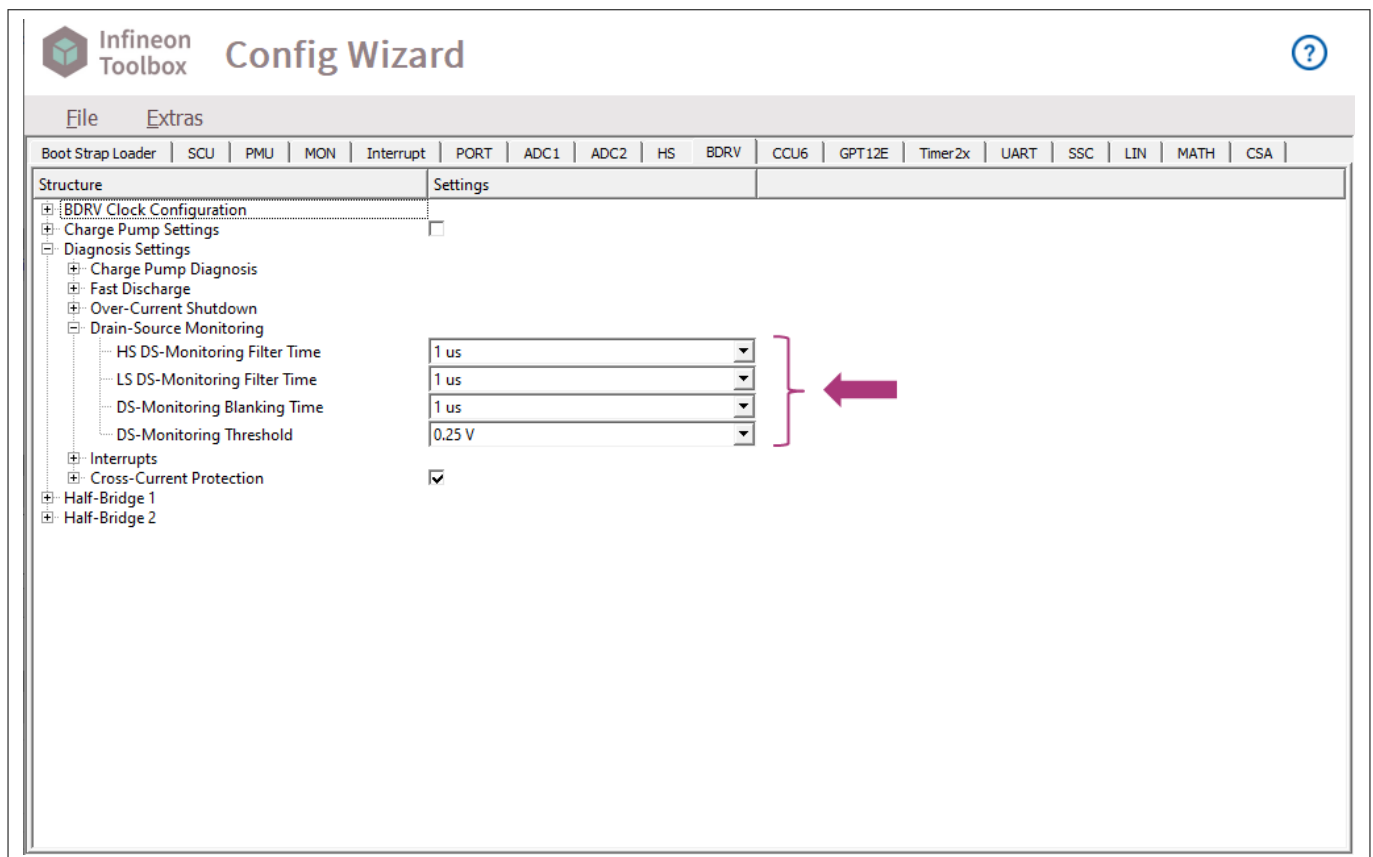 Infineon
Toolbox
Config Wizard
?
File Extras
Boot Strap Loader SCU PMU MON Interrupt PORT ADC1 ADC2 HS BDRV CCU6 GPT12E Timer2x UART SSC LIN MATH CSA
Structure Settings
BDRV Clock Configuration
Charge Pump Settings
Diagnosis Settings
Charge Pump Diagnosis
Fast Discharge
Over-Current Shutdown
Drain-Source Monitoring
HS DS-Monitoring Filter Time 1 us
LS DS-Monitoring Filter Time 1 us
DS-Monitoring Blanking Time 1 us
DS-Monitoring Threshold 0.25 V
Interrupts
Cross-Current Protection
Half-Bridge 1
Half-Bridge 2